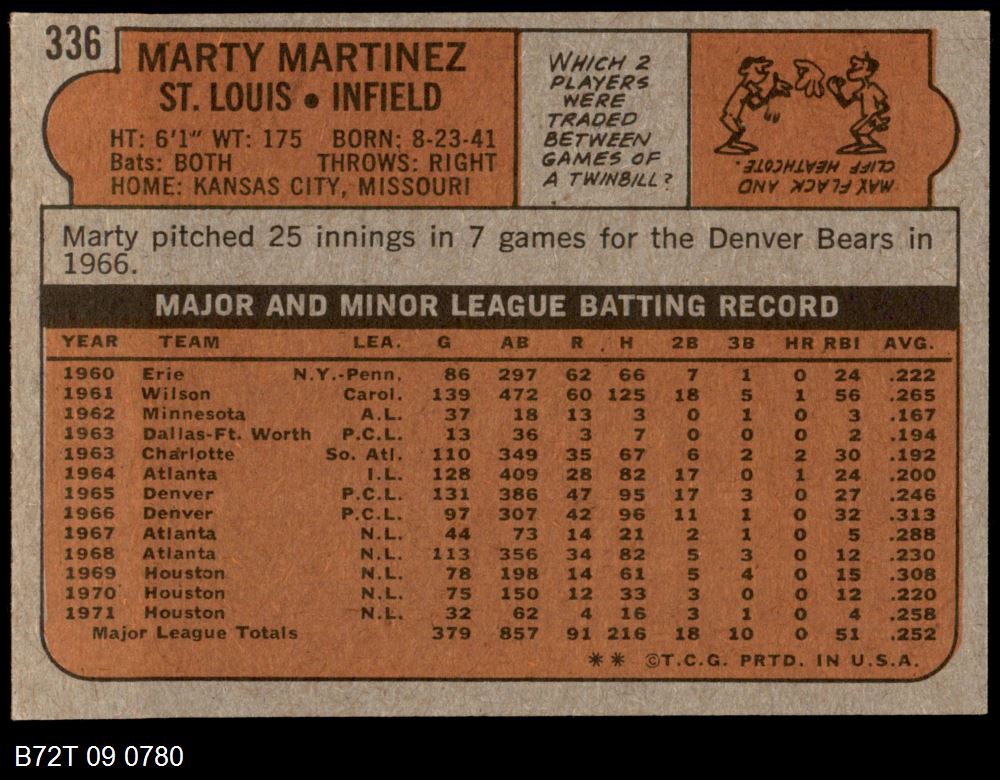 336
MARTY MARTINEZ
ST. LOUIS • INFIELD
HT: 6'1" WT: 175 BORN: 8-23-41
Bats: BOTH THROWS: RIGHT
HOME: KANSAS CITY, MISSOURI
WHICH 2
PLAYERS
WERE
TRADED
BETWEEN
GAMES OF
A TWINBILL?
MAX FLACK AND
CLIFF HEATHCOTE.
Marty pitched 25 innings in 7 games for the Denver Bears in
1966.
MAJOR AND MINOR LEAGUE BATTING RECORD
YEAR TEAM LEA. G AB R H 2B 3B HR RBI AVG.
1960 Erie N.Y.-Penn. 86 297 62 66 7 1 0 24 .222
1961 Wilson Carol. 139 472 60 125 18 5 1 56 .265
1962 Minnesota A.L. 37 18 13 3 0 1 0 3 .167
1963 Dallas-Ft. Worth P.C.L. 13 36 3 7 0 0 0 2 .194
1963 Charlotte So. Atl. 110 349 35 67 6 2 2 30 .192
1964 Atlanta I.L. 128 409 28 82 17 0 1 24 .200
1965 Denver P.C.L. 131 386 47 95 17 3 0 27 .246
1966 Denver P.C.L. 97 307 42 96 11 1 0 32 .313
1967 Atlanta N.L. 44 73 14 21 2 1 0 5 .288
1968 Atlanta N.L. 113 356 34 82 5 3 0 12 .230
1969 Houston N.L. 78 198 14 61 5 4 0 15 .308
1970 Houston N.L. 75 150 12 33 3 0 0 12 .220
1971 Houston N.L. 32 62 4 16 3 1 0 4 .258
Major League Totals 379 857 91 216 18 10 0 51 .252
** ©T.C.G. PRTD. IN U.S.A.
B72T 09 0780